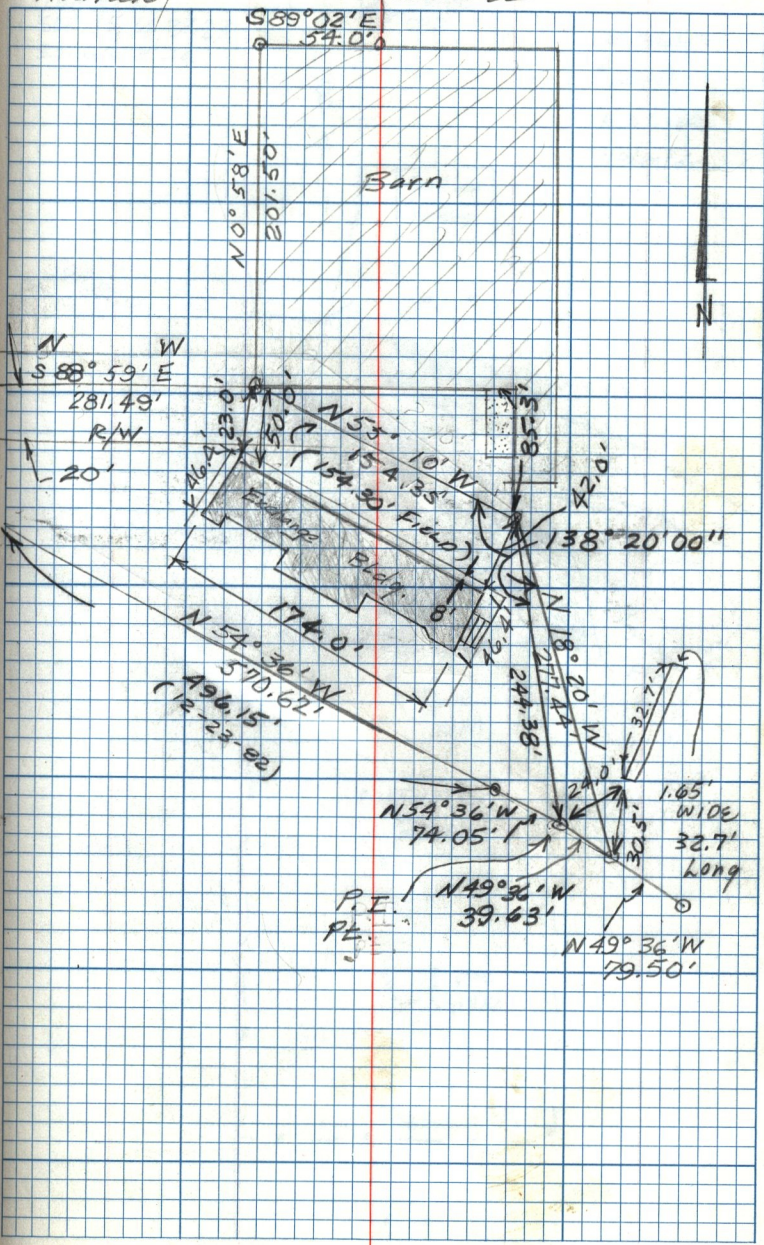 S89°02'E
54.0'
N 0° 58' E
201.50'
Barn
N
N W
S 88° 59' E
281.49'
R/W
20'
23.0'
50.0'
46.4'
N 55° 10' W
154.35'
(154.30' Field)
85.3'
42.0'
138° 20' 00"
Exchange
Bldg.
8'
46.4'
174.0'
N 54° 36' W
570.62'
496.15'
(12-23-82)
N 18° 20' W
244.38'
32.7'
24.0'
1.65'
WIDE
32.7'
Long
30.5'
N54°36'W
74.05'
N49°36'W
39.63'
P.I.
Pt.
N 49° 36' W
79.50'